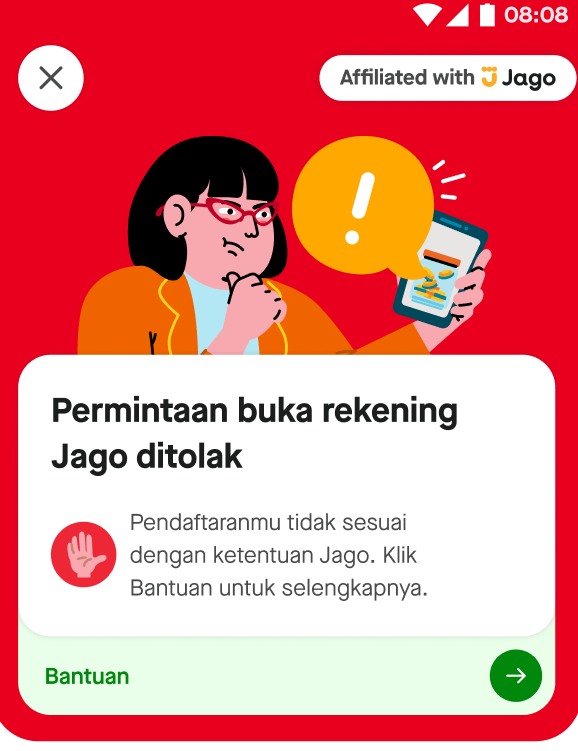 08:08
Affiliated with Jago
Permintaan buka rekening
Jago ditolak
Pendaftaranmu tidak sesuai
dengan ketentuan Jago. Klik
Bantuan untuk selengkapnya.
Bantuan